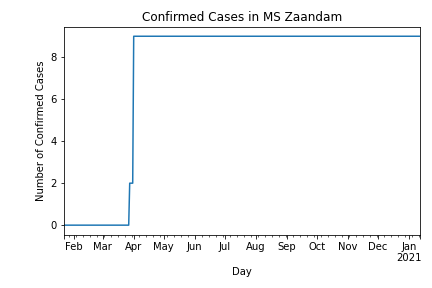 Confirmed Cases in MS Zaandam
Number of Confirmed Cases
8
6
4
2
0
Feb Mar Apr May Jun Jul Aug Sep Oct Nov Dec Jan
2021
Day